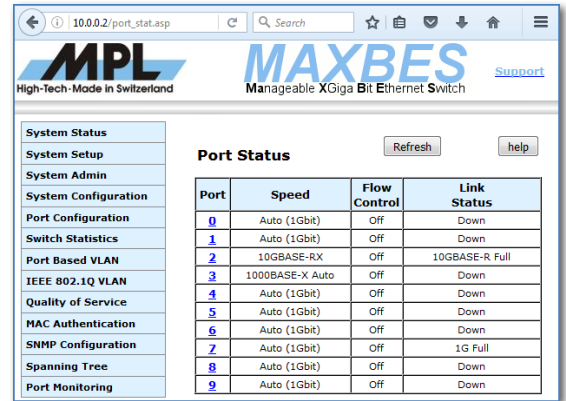 10.0.0.2/port_stat.asp
Search
MPL
High-Tech · Made in Switzerland
MAXBES
Manageable XGiga Bit Ethernet Switch
Support
System Status
System Setup
System Admin
System Configuration
Port Configuration
Switch Statistics
Port Based VLAN
IEEE 802.1Q VLAN
Quality of Service
MAC Authentication
SNMP Configuration
Spanning Tree
Port Monitoring
Port Status
Refresh
help
Port Speed Flow Control Link Status
0 Auto (1Gbit) Off Down
1 Auto (1Gbit) Off Down
2 10GBASE-RX Off 10GBASE-R Full
3 1000BASE-X Auto Off Down
4 Auto (1Gbit) Off Down
5 Auto (1Gbit) Off Down
6 Auto (1Gbit) Off Down
7 Auto (1Gbit) Off 1G Full
8 Auto (1Gbit) Off Down
9 Auto (1Gbit) Off Down